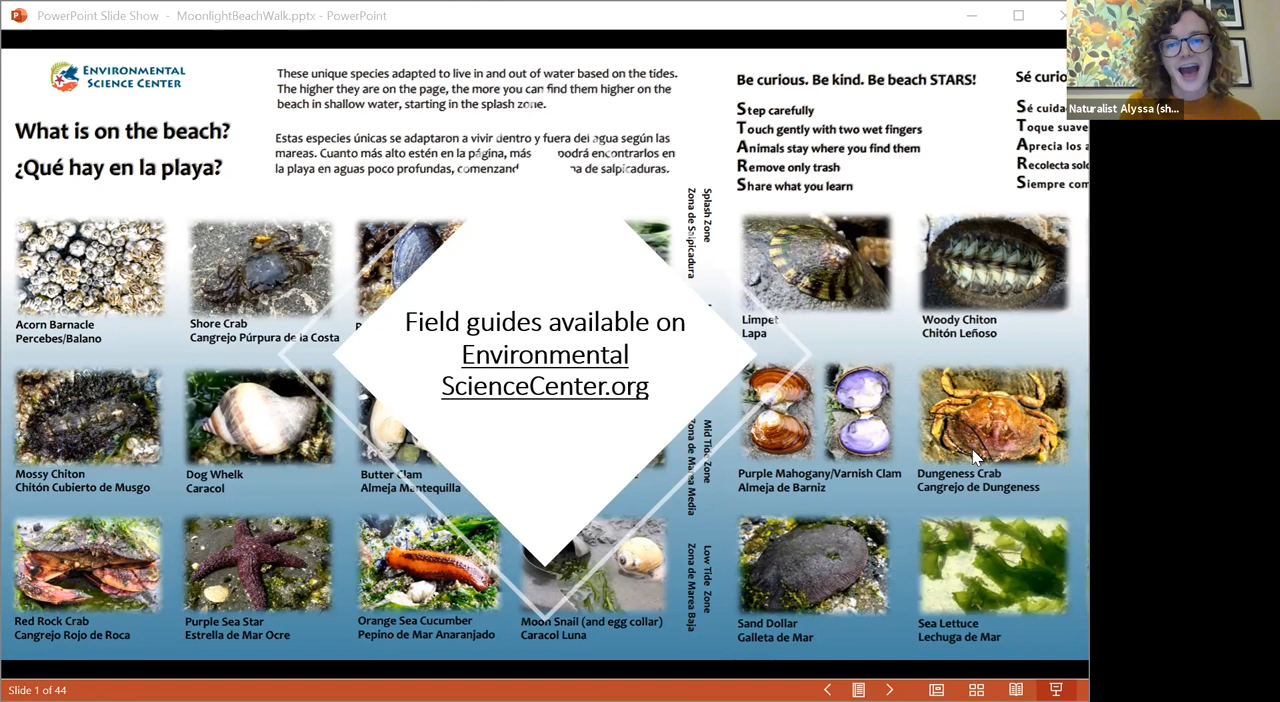 PowerPoint Slide Show - MoonlightBeachWalk.pptx - PowerPoint
Naturalist Alyssa (sh...
ENVIRONMENTAL
SCIENCE CENTER
What is on the beach?
¿Qué hay en la playa?
These unique species adapted to live in and out of water based on the tides.
The higher they are on the page, the more you can find them higher on the
beach in shallow water, starting in the splash zone.
Estas especies únicas se adaptaron a vivir dentro y fuera del agua según las
mareas. Cuanto más alto estén en la página, más podrá encontrarlos en
la playa en aguas poco profundas, de salpicaduras.
Be curious. Be kind. Be beach STARS!
Step carefully
Touch gently with two wet fingers
Animals stay where you find them
Remove only trash
Share what you learn
Sé
Sé
Toque suave
Aprecia los
Recolecta
Siempre
Splash Zone
Zona de Salpicadura
Acorn Barnacle
Percebes/Balano
Shore Crab
Cangrejo Púrpura de la Costa
Limpet
Lapa
Woody Chiton
Chitón Leñoso
Field guides available on
Environmental
ScienceCenter.org
Mid Tide Zone
Zona de Marea Media
Mossy Chiton
Chitón Cubierto de Musgo
Dog Whelk
Caracol
Butter Clam
Almeja Mantequilla
Purple Mahogany/Varnish Clam
Almeja de Barniz
Dungeness Crab
Cangrejo de Dungeness
Low Tide Zone
Zona de Marea Baja
Red Rock Crab
Cangrejo Rojo de Roca
Purple Sea Star
Estrella de Mar Ocre
Orange Sea Cucumber
Pepino de Mar Anaranjado
Moon Snail (and egg collar)
Caracol Luna
Sand Dollar
Galleta de Mar
Sea Lettuce
Lechuga de Mar
Slide 1 of 44